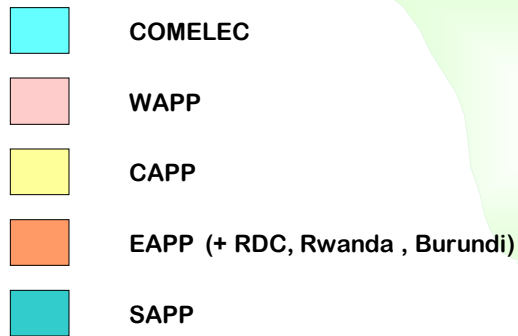 COMELEC
WAPP
CAPP
EAPP (+ RDC, Rwanda , Burundi)
SAPP